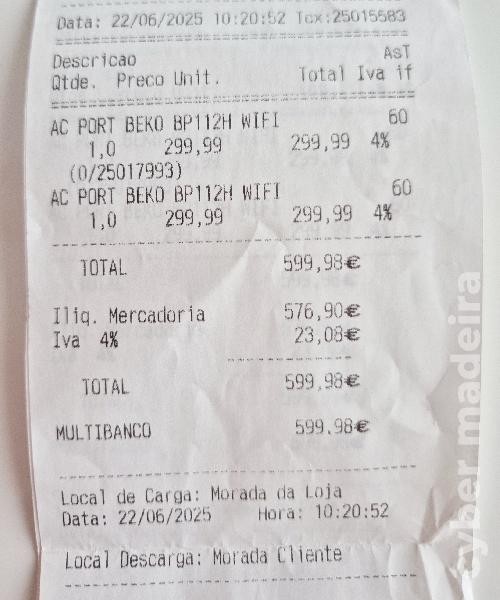 Data: 22/06/2025 10:20:52 Tcx:25015583
Descricao AsT
Qtde. Preco Unit. Total Iva if
AC PORT BEKO BP112H WIFI 60
1,0 299,99 299,99 4%
(0/25017993)
AC PORT BEKO BP112H WIFI 60
1,0 299,99 299,99 4%
TOTAL 599,98€
Iliq. Mercadoria 576,90€
Iva 4% 23,08€
TOTAL 599,98€
MULTIBANCO 599.98€
Local de Carga: Morada da Loja
Data: 22/06/2025 Hora: 10:20:52
Local Descarga: Morada Cliente
cyber madeira